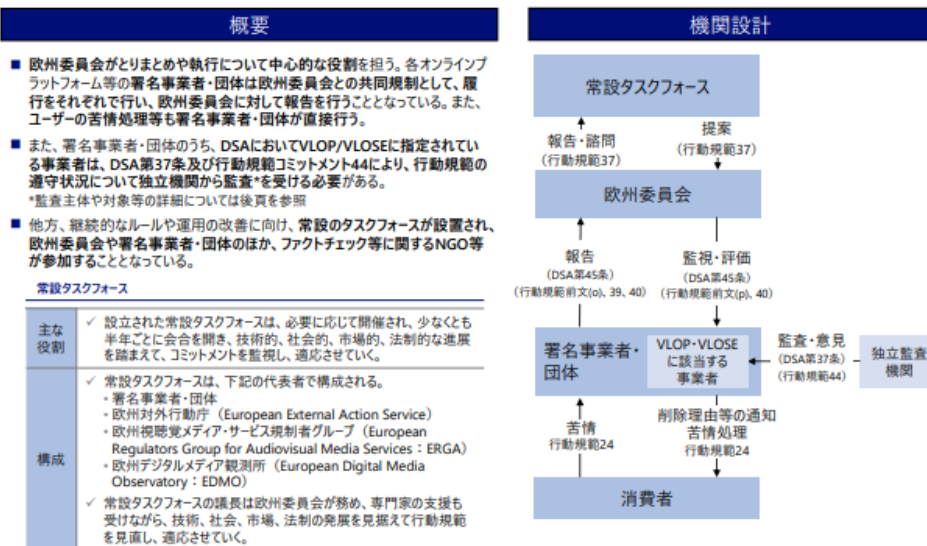 概要
■ 欧州委員会がとりまとめや執行について中心的な役割を担う。各オンラインプ
ラットフォーム等の署名事業者・団体は欧州委員会との共同規制として、履
行をそれぞれで行い、欧州委員会に対して報告を行うこととなっている。また、
ユーザーの苦情処理等も署名事業者・団体が直接行う。
■ また、署名事業者・団体のうち、DSAにおいてVLOP/VLOSEに指定されてい
る事業者は、DSA第37条及び行動規範コミットメント44により、行動規範の
遵守状況について独立機関から監査*を受ける必要がある。
*監査主体や対象等の詳細については後頁を参照
■ 他方、継続的なルールや運用の改善に向け、常設のタスクフォースが設置され、
欧州委員会や署名事業者・団体のほか、ファクトチェック等に関するNGO等
が参加することとなっている。
常設タスクフォース
主な
役割
✓ 設立された常設タスクフォースは、必要に応じて開催され、少なくとも
半年ごとに会合を開き、技術的、社会的、市場的、法制的な進展
を踏まえて、コミットメントを監視し、適応させていく。
構成
✓ 常設タスクフォースは、下記の代表者で構成される。
・署名事業者・団体
・欧州対外行動庁（European External Action Service）
・欧州視聴覚メディア・サービス規制者グループ（European
Regulators Group for Audiovisual Media Services：ERGA）
・欧州デジタルメディア観測所（European Digital Media
Observatory：EDMO）
✓ 常設タスクフォースの議長は欧州委員会が務め、専門家の支援も
受けながら、技術、社会、市場、法制の発展を見据えて行動規範
を見直し、適応させていく。
機関設計
常設タスクフォース
報告・諮問
（行動規範37）
提案
（行動規範37）
欧州委員会
報告
（DSA第45条）
（行動規範前文(o)、39、40）
監視・評価
（DSA第45条）
（行動規範前文(p)、40）
署名事業者・
団体
VLOP・VLOSE
に該当する
事業者
監査・意見
（DSA第37条）
（行動規範44）
独立監査
機関
苦情
行動規範24
削除理由等の通知
苦情処理
行動規範24
消費者